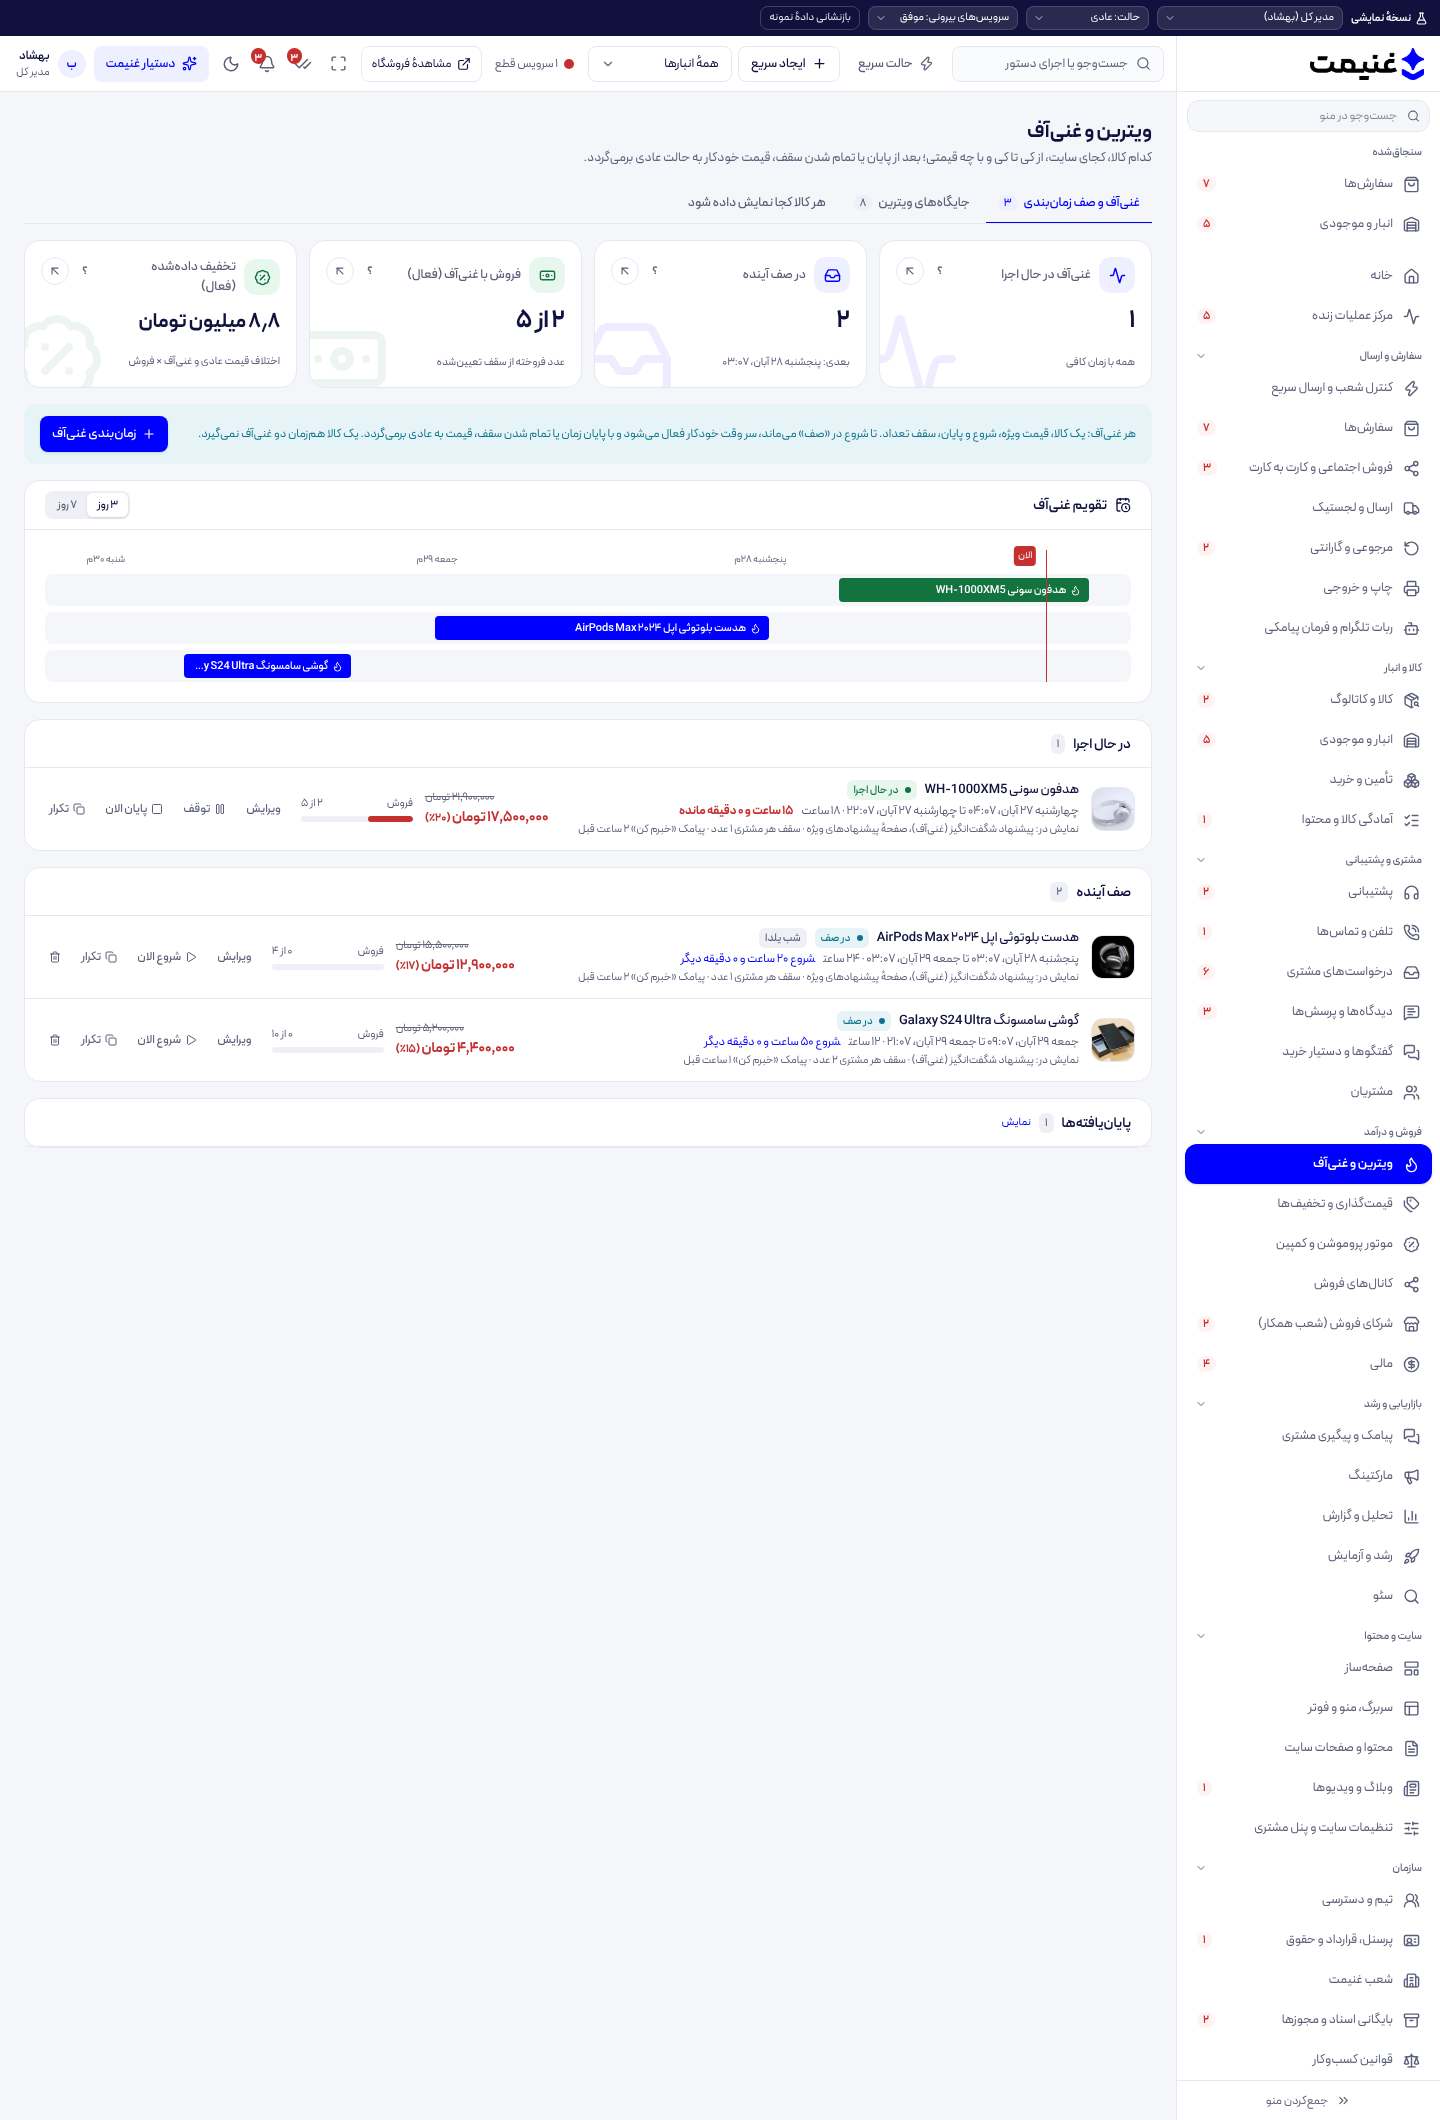 نسخهٔ نمایشی
مدیر کل (بهشاد)
حالت: عادی
سرویس‌های بیرونی: موفق
بازنشانی دادهٔ نمونه
غنیمت
جست‌وجو یا اجرای دستور
حالت سریع
ایجاد سریع
همهٔ انبارها
۱ سرویس قطع
مشاهدهٔ فروشگاه
۳
۳
دستیار غنیمت
ب
بهشاد
مدیر کل
جست‌وجو در منو
سنجاق‌شده
سفارش‌ها ۷
انبار و موجودی ۵
خانه
مرکز عملیات زنده ۵
سفارش و ارسال
کنترل شعب و ارسال سریع
سفارش‌ها ۷
فروش اجتماعی و کارت به کارت ۳
ارسال و لجستیک
مرجوعی و گارانتی ۲
چاپ و خروجی
ربات تلگرام و فرمان پیامکی
کالا و انبار
کالا و کاتالوگ ۲
انبار و موجودی ۵
تأمین و خرید
آمادگی کالا و محتوا ۱
مشتری و پشتیبانی
پشتیبانی ۲
تلفن و تماس‌ها ۱
درخواست‌های مشتری ۶
دیدگاه‌ها و پرسش‌ها ۳
گفتگوها و دستیار خرید
مشتریان
فروش و درآمد
ویترین و غنی‌آف
قیمت‌گذاری و تخفیف‌ها
موتور پروموشن و کمپین
کانال‌های فروش
شرکای فروش (شعب همکار) ۲
مالی ۴
بازاریابی و رشد
پیامک و پیگیری مشتری
مارکتینگ
تحلیل و گزارش
رشد و آزمایش
سئو
سایت و محتوا
صفحه‌ساز
سربرگ، منو و فوتر
محتوا و صفحات سایت
وبلاگ و ویدیوها ۱
تنظیمات سایت و پنل مشتری
سازمان
تیم و دسترسی
پرسنل، قرارداد و حقوق ۱
شعب غنیمت
بایگانی اسناد و مجوزها ۲
قوانین کسب‌وکار
جمع‌کردن منو
ویترین و غنی‌آف
کدام کالا، کجای سایت، از کی تا کی و با چه قیمتی؛ بعد از پایان یا تمام شدن سقف، قیمت خودکار به حالت عادی برمی‌گردد.
غنی‌آف و صف زمان‌بندی ۳
جایگاه‌های ویترین ۸
هر کالا کجا نمایش داده شود
غنی‌آف در حال اجرا ؟
۱
همه با زمان کافی
در صف آینده ؟
۲
بعدی: پنجشنبه ۲۸ آبان، ۰۳:۰۷
فروش با غنی‌آف (فعال) ؟
۲ از ۵
عدد فروخته از سقف تعیین‌شده
تخفیف داده‌شده (فعال) ؟
۸٫۸ میلیون تومان
اختلاف قیمت عادی و غنی‌آف × فروش
هر غنی‌آف: یک کالا، قیمت ویژه، شروع و پایان، سقف تعداد. تا شروع در «صف» می‌ماند، سر وقت خودکار فعال می‌شود و با پایان زمان یا تمام شدن سقف، قیمت به عادی برمی‌گردد. یک کالا هم‌زمان دو غنی‌آف نمی‌گیرد.
زمان‌بندی غنی‌آف
تقویم غنی‌آف
۳ روز
۷ روز
الان
پنجشنبه ۲۸م
جمعه ۲۹م
شنبه ۳۰م
هدفون سونی WH-1000XM5
هدست بلوتوثی اپل AirPods Max ۲۰۲۴
گوشی سامسونگ y S24 Ultra...
در حال اجرا ۱
هدفون سونی WH-1000XM5 در حال اجرا
چهارشنبه ۲۷ آبان، ۰۴:۰۷ تا چهارشنبه ۲۷ آبان، ۲۲:۰۷ · ۱۸ ساعت ۱۵ ساعت و ۰ دقیقه مانده
نمایش در: پیشنهاد شگفت‌انگیز (غنی‌آف)، صفحهٔ پیشنهادهای ویژه · سقف هر مشتری ۱ عدد · پیامک «خبرم کن» ۲ ساعت قبل
۲۱,۹۰۰,۰۰۰ تومان
۱۷,۵۰۰,۰۰۰ تومان (۲۰٪)
فروش ۲ از ۵
ویرایش
توقف
پایان الان
تکرار
صف آینده ۲
هدست بلوتوثی اپل AirPods Max ۲۰۲۴ در صف شب یلدا
پنجشنبه ۲۸ آبان، ۰۳:۰۷ تا جمعه ۲۹ آبان، ۰۳:۰۷ · ۲۴ ساعت شروع ۲۰ ساعت و ۰ دقیقه دیگر
نمایش در: پیشنهاد شگفت‌انگیز (غنی‌آف)، صفحهٔ پیشنهادهای ویژه · سقف هر مشتری ۱ عدد · پیامک «خبرم کن» ۲ ساعت قبل
۱۵,۵۰۰,۰۰۰ تومان
۱۲,۹۰۰,۰۰۰ تومان (۱۷٪)
فروش ۰ از ۴
ویرایش
شروع الان
تکرار
گوشی سامسونگ Galaxy S24 Ultra در صف
جمعه ۲۹ آبان، ۰۹:۰۷ تا جمعه ۲۹ آبان، ۲۱:۰۷ · ۱۲ ساعت شروع ۵۰ ساعت و ۰ دقیقه دیگر
نمایش در: پیشنهاد شگفت‌انگیز (غنی‌آف) · سقف هر مشتری ۲ عدد · پیامک «خبرم کن» ۱ ساعت قبل
۵,۲۰۰,۰۰۰ تومان
۴,۴۰۰,۰۰۰ تومان (۱۵٪)
فروش ۰ از ۱۰
ویرایش
شروع الان
تکرار
پایان‌یافته‌ها ۱ نمایش